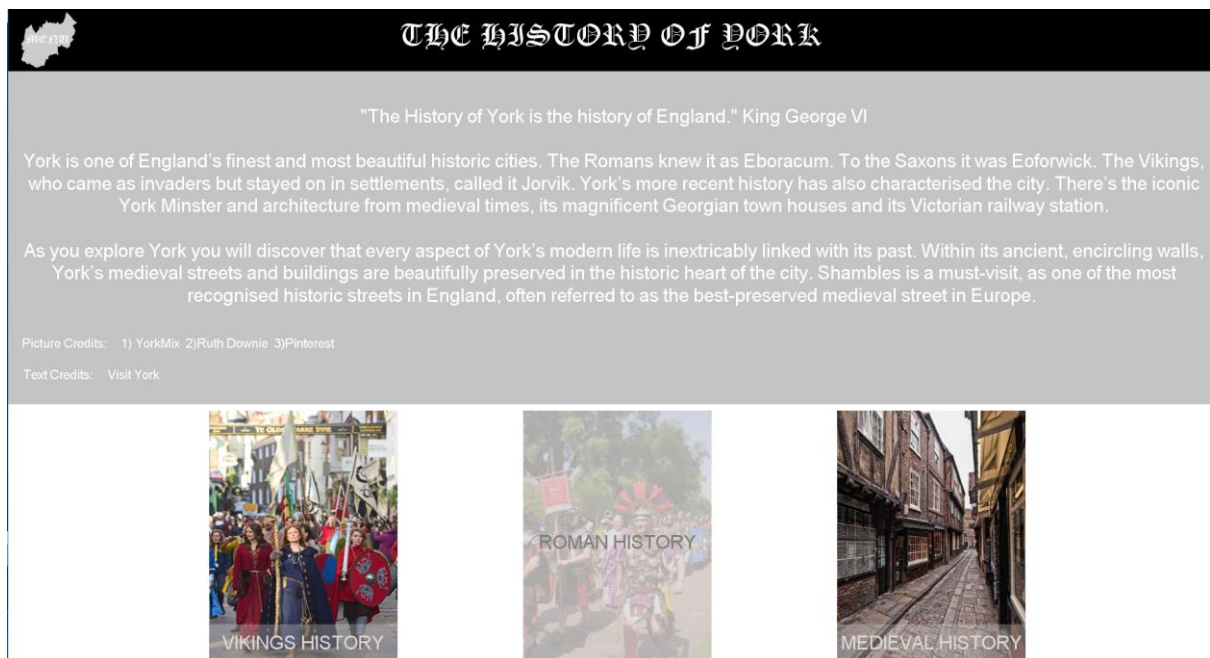 MENU
THE HISTORY OF YORK
"The History of York is the history of England." King George VI
York is one of England's finest and most beautiful historic cities. The Romans knew it as Eboracum. To the Saxons it was Eoforwick. The Vikings,
who came as invaders but stayed on in settlements, called it Jorvik. York's more recent history has also characterised the city. There's the iconic
York Minster and architecture from medieval times, its magnificent Georgian town houses and its Victorian railway station.
As you explore York you will discover that every aspect of York's modern life is inextricably linked with its past. Within its ancient, encircling walls,
York's medieval streets and buildings are beautifully preserved in the historic heart of the city. Shambles is a must-visit, as one of the most
recognised historic streets in England, often referred to as the best-preserved medieval street in Europe.
Picture Credits: 1) YorkMix 2)Ruth Downie 3)Pinterest
Text Credits: Visit York
YE OLDE STARRE INNE
VIKINGS HISTORY
ROMAN HISTORY
MEDIEVAL HISTORY